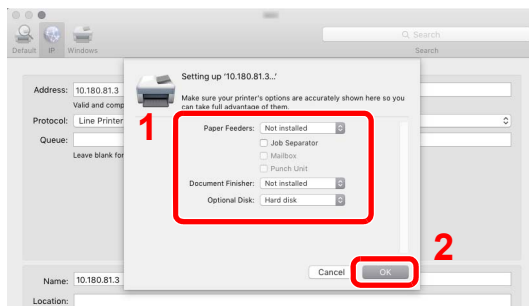 Search
Default IP Windows Search
Setting up '10.180.81.3...'
Make sure your printer's options are accurately shown here so you
can take full advantage of them.
Address: 10.180.81.3
Valid and comp
Protocol: Line Printer
Queue:
Leave blank for
1
Paper Feeders: Not installed
Job Separator
Mailbox
Punch Unit
Document Finisher: Not installed
Optional Disk: Hard disk
2
Cancel OK
Name: 10.180.81.3
Location: